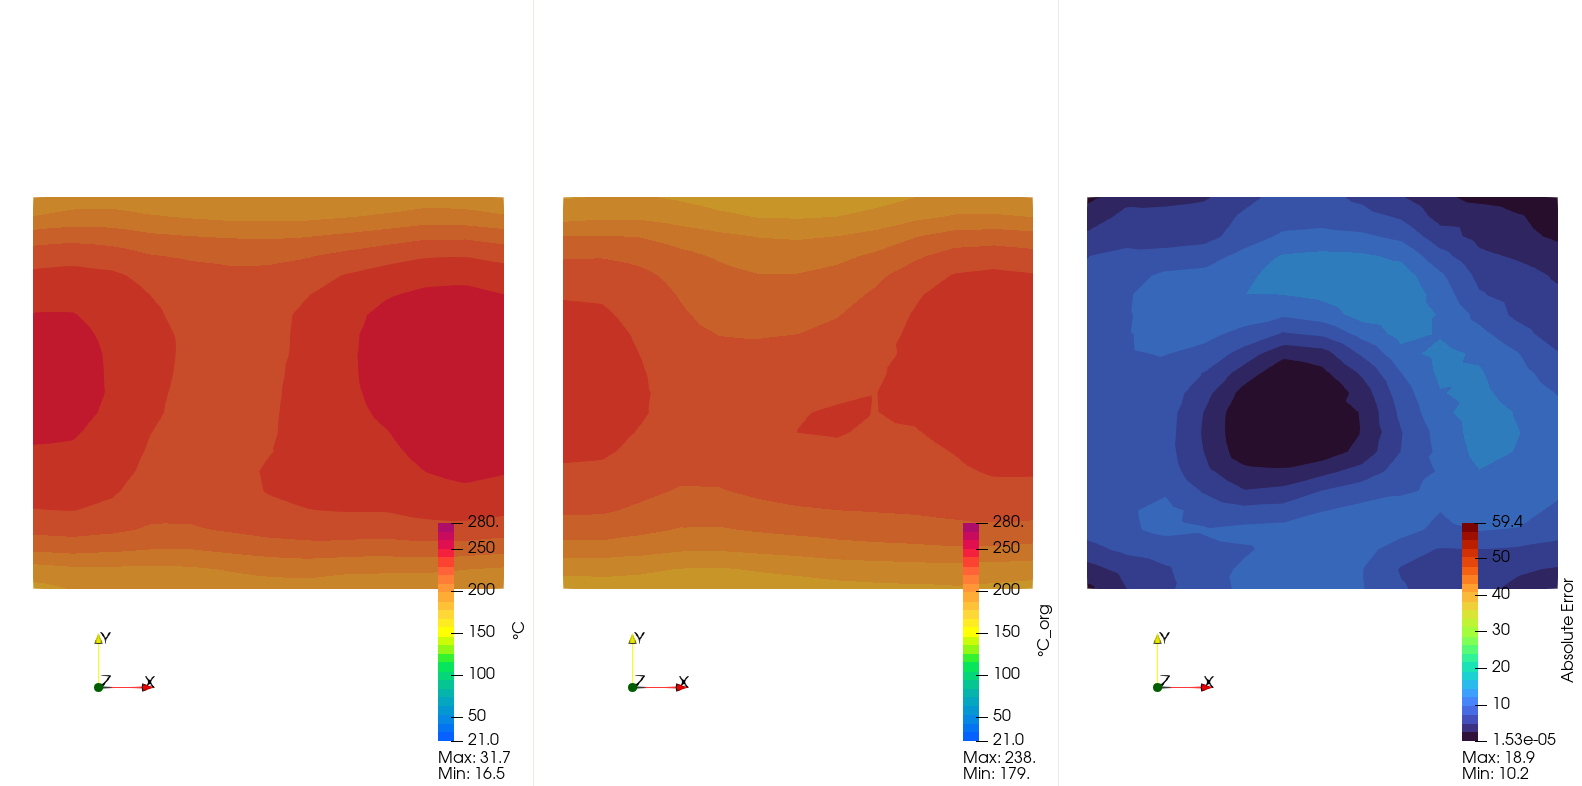 280.
250
200
150
100
50
21.0
°C
Max: 31.7
Min: 16.5
Y
Z
X
280.
250
200
150
100
50
21.0
°C_org
Max: 238.
Min: 179.
Y
Z
X
59.4
50
40
30
20
10
1.53e-05
Absolute Error
Max: 18.9
Min: 10.2
Y
Z
X